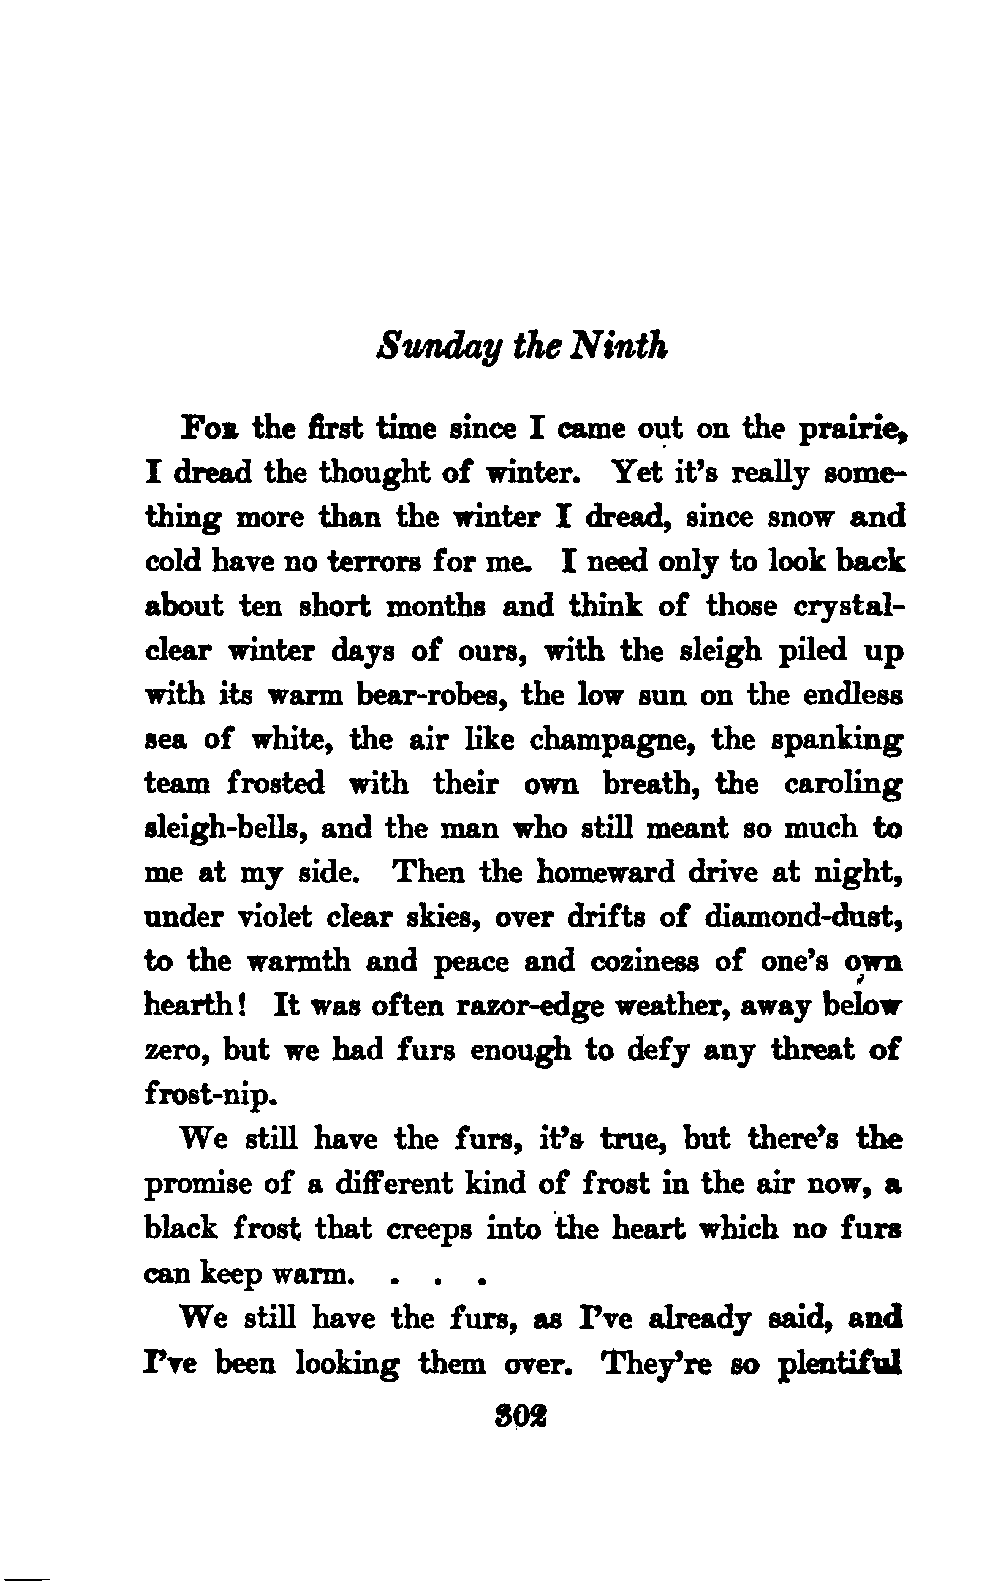 Sunday the Ninth
For the first time since I came out on the prairie,
I dread the thought of winter. Yet it's really some-
thing more than the winter I dread, since snow and
cold have no terrors for me. I need only to look back
about ten short months and think of those crystal-
clear winter days of ours, with the sleigh piled up
with its warm bear-robes, the low sun on the endless
sea of white, the air like champagne, the spanking
team frosted with their own breath, the caroling
sleigh-bells, and the man who still meant so much to
me at my side. Then the homeward drive at night,
under violet clear skies, over drifts of diamond-dust,
to the warmth and peace and coziness of one's own
hearth! It was often razor-edge weather, away below
zero, but we had furs enough to defy any threat of
frost-nip.
We still have the furs, it's true, but there's the
promise of a different kind of frost in the air now, a
black frost that creeps into the heart which no furs
can keep warm. . . .
We still have the furs, as I've already said, and
I've been looking them over. They're so plentiful
302